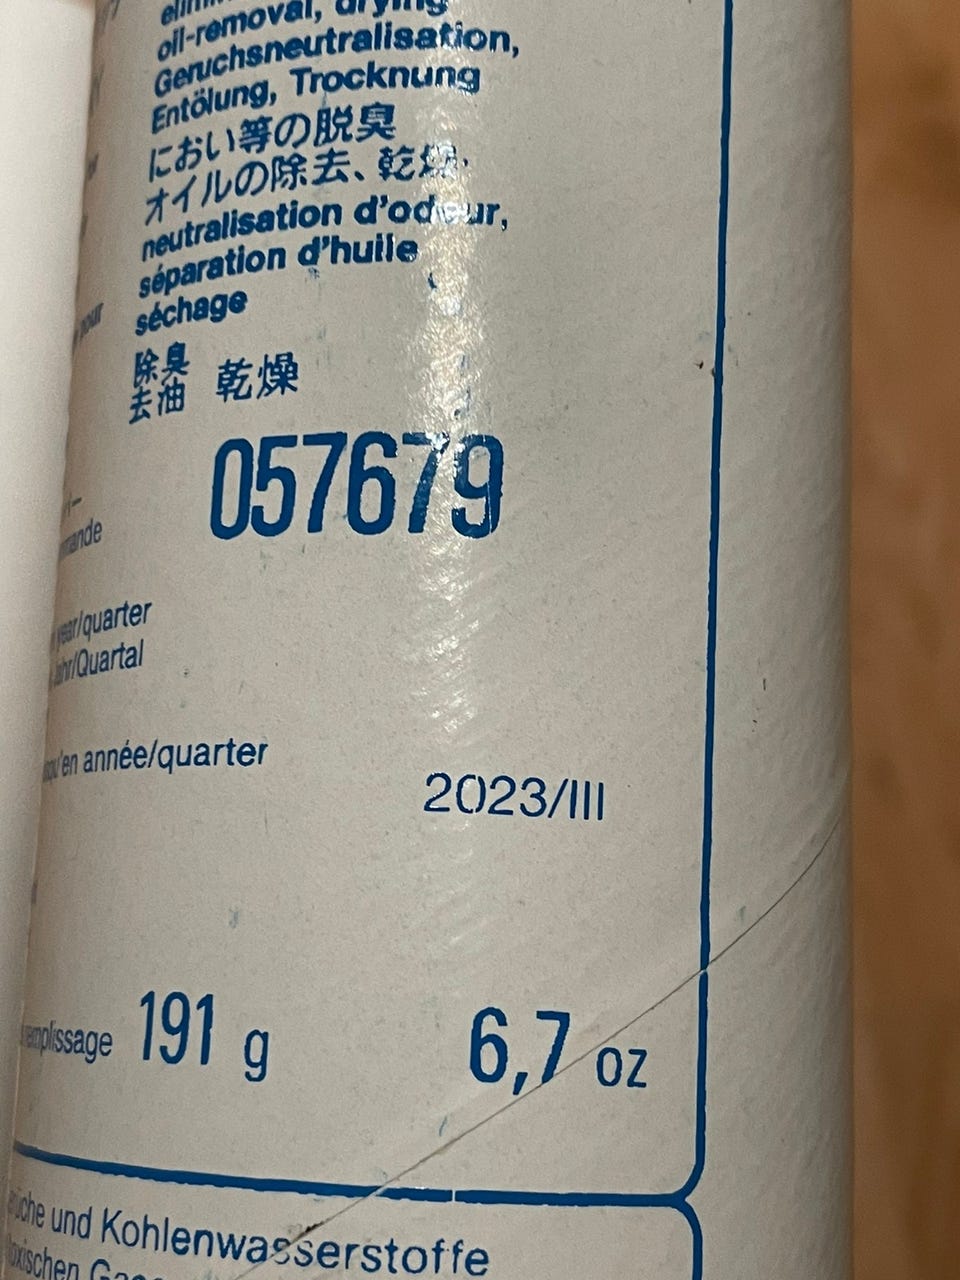 oil-removal, drying
Geruchsneutralisation,
Entölung, Trocknung
におい等の脱臭
オイルの除去、乾燥
neutralisation d'odeur,
séparation d'huile
séchage
除臭
去油 乾燥
057679
year/quarter
Jahr/Quartal
en année/quarter
2023/III
191 g 6,7 oz
und Kohlenwasserstoffe